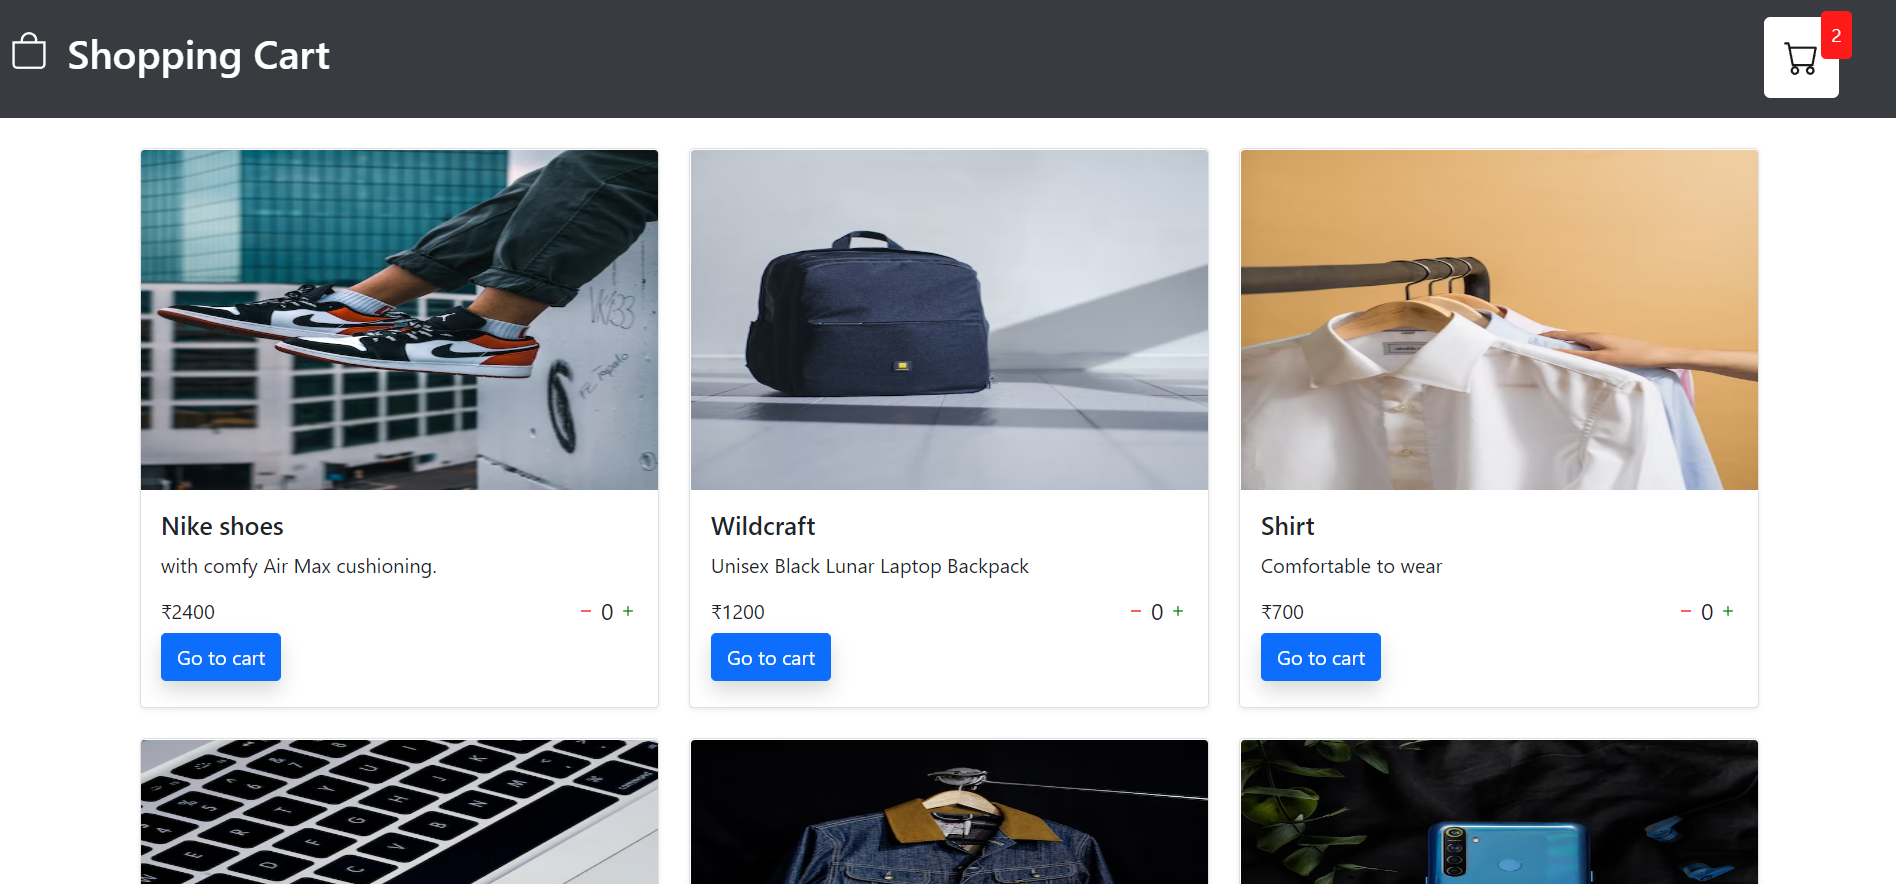 Shopping Cart
2
Nike shoes
with comfy Air Max cushioning.
₹2400
− 0 +
Go to cart
Wildcraft
Unisex Black Lunar Laptop Backpack
₹1200
− 0 +
Go to cart
Shirt
Comfortable to wear
₹700
− 0 +
Go to cart